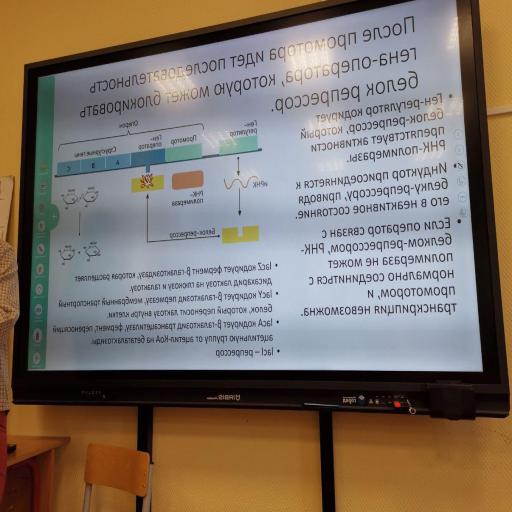 После промотора идет последовательность
гена-оператора, которую может блокировать
белок репрессор.
• Ген-регулятор кодирует
белок-репрессор, который
препятствует активности
РНК-полимеразы.
• Индуктор присоединяется к
белку-репрессору, приводя
его в неактивное состояние.
• Если оператор связан с
белком-репрессором, РНК-
полимераза не может
нормально соединиться с
промотором, и
транскрипция невозможна.
Оперон
Ген-
регулятор
Промотор
Ген-
оператор
Структурные гены
A
B
C
мРНК
РНК-
полимераза
Белок-репрессор
• lacZ кодирует фермент β-галактозидазу, которая расщепляет
дисахарид лактозу на глюкозу и галактозу.
• lacY кодирует β-галактозид пермеазу, мембранный транспортный
белок, который переносит лактозу внутрь клетки.
• lacA кодирует β-галактозид трансацетилазу, фермент, переносящий
ацетильную группу от ацетил-КоА на бетагалактозиды.
• lacI – репрессор
IRBIS